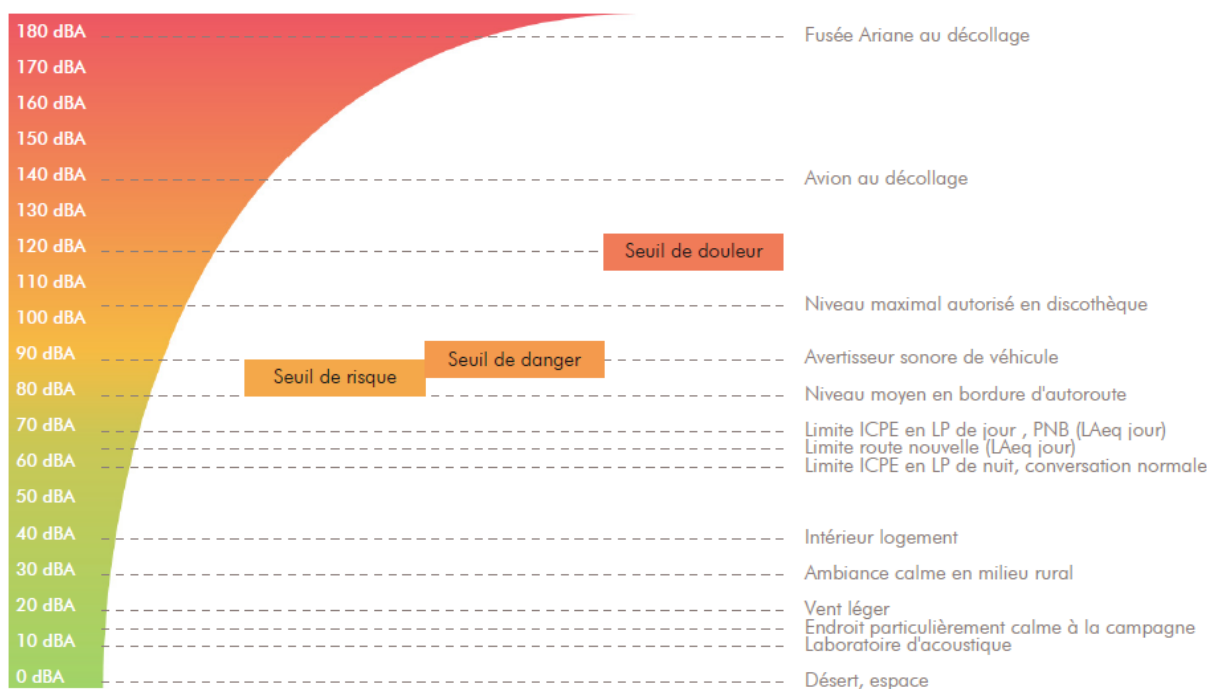 180 dBA
Fusée Ariane au décollage
170 dBA
160 dBA
150 dBA
140 dBA
Avion au décollage
130 dBA
120 dBA
Seuil de douleur
110 dBA
Niveau maximal autorisé en discothèque
100 dBA
90 dBA
Seuil de danger
Avertisseur sonore de véhicule
Seuil de risque
80 dBA
Niveau moyen en bordure d'autoroute
70 dBA
Limite ICPE en LP de jour , PNB (LAeq jour)
Limite route nouvelle (LAeq jour)
60 dBA
Limite ICPE en LP de nuit, conversation normale
50 dBA
40 dBA
Intérieur logement
30 dBA
Ambiance calme en milieu rural
20 dBA
Vent léger
Endroit particulièrement calme à la campagne
10 dBA
Laboratoire d'acoustique
0 dBA
Désert, espace